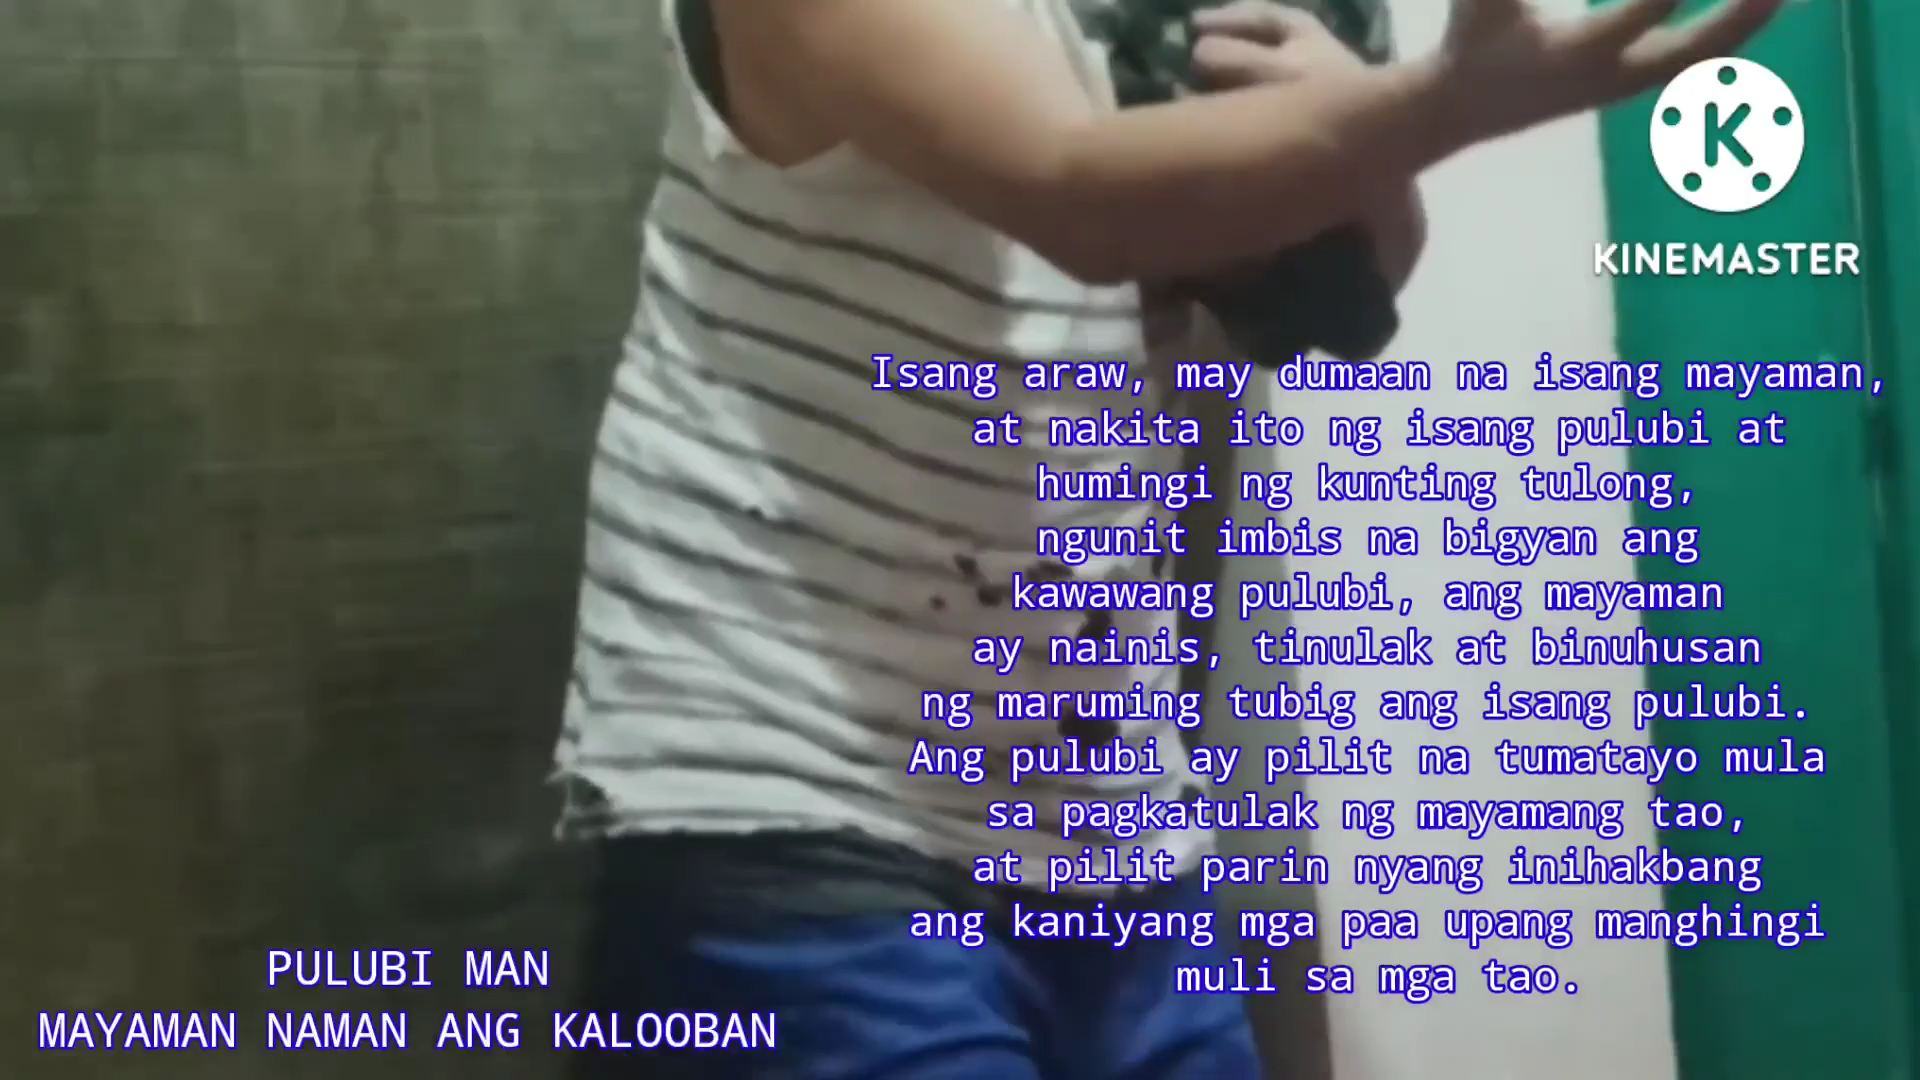 KINEMASTER
Isang araw, may dumaan na isang mayaman,
at nakita ito ng isang pulubi at
humingi ng kunting tulong,
ngunit imbis na bigyan ang
kawawang pulubi, ang mayaman
ay nainis, tinulak at binuhusan
ng maruming tubig ang isang pulubi.
Ang pulubi ay pilit na tumatayo mula
sa pagkatulak ng mayamang tao,
at pilit parin nyang inihakbang
ang kaniyang mga paa upang manghingi
muli sa mga tao.
PULUBI MAN
MAYAMAN NAMAN ANG KALOOBAN